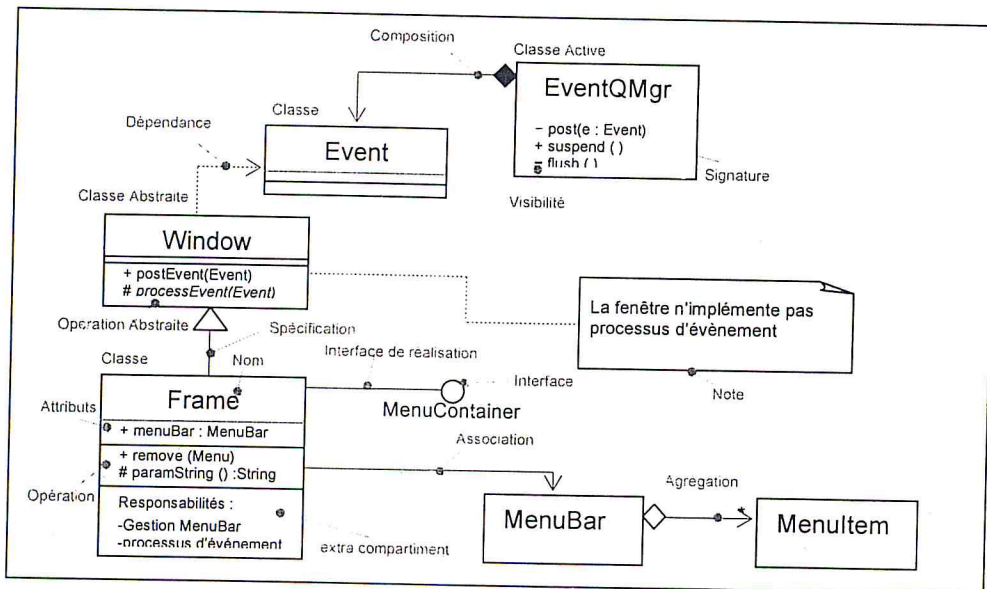 Composition
Classe Active
EventQMgr
– post(e : Event)
+ suspend ( )
– flush ( )
Signature
Visibilité
Classe
Dépendance
Event
Classe Abstraite
Window
+ postEvent(Event)
# processEvent(Event)
Operation Abstraite
Spécification
La fenêtre n'implémente pas
processus d'évènement
Note
Classe
Nom
Interface de réalisation
Interface
MenuContainer
Frame
Attributs
+ menuBar : MenuBar
+ remove (Menu)
# paramString () :String
Opération
Responsabilités :
-Gestion MenuBar
-processus d'événement
extra compartiment
Association
MenuBar
Agrégation
*
MenuItem